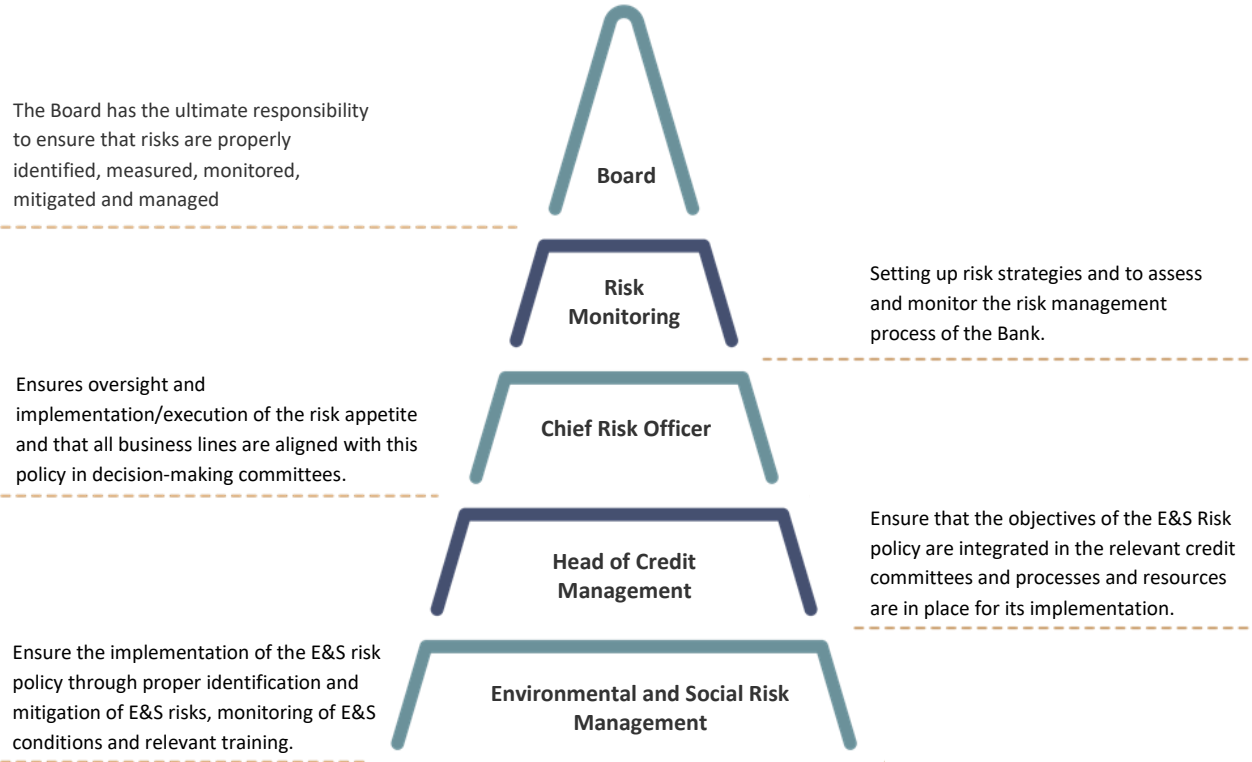 The Board has the ultimate responsibility
to ensure that risks are properly
identified, measured, monitored,
mitigated and managed
Board
Risk
Monitoring
Setting up risk strategies and to assess
and monitor the risk management
process of the Bank.
Ensures oversight and
implementation/execution of the risk appetite
and that all business lines are aligned with this
policy in decision-making committees.
Chief Risk Officer
Head of Credit
Management
Ensure that the objectives of the E&S Risk
policy are integrated in the relevant credit
committees and processes and resources
are in place for its implementation.
Ensure the implementation of the E&S risk
policy through proper identification and
mitigation of E&S risks, monitoring of E&S
conditions and relevant training.
Environmental and Social Risk
Management